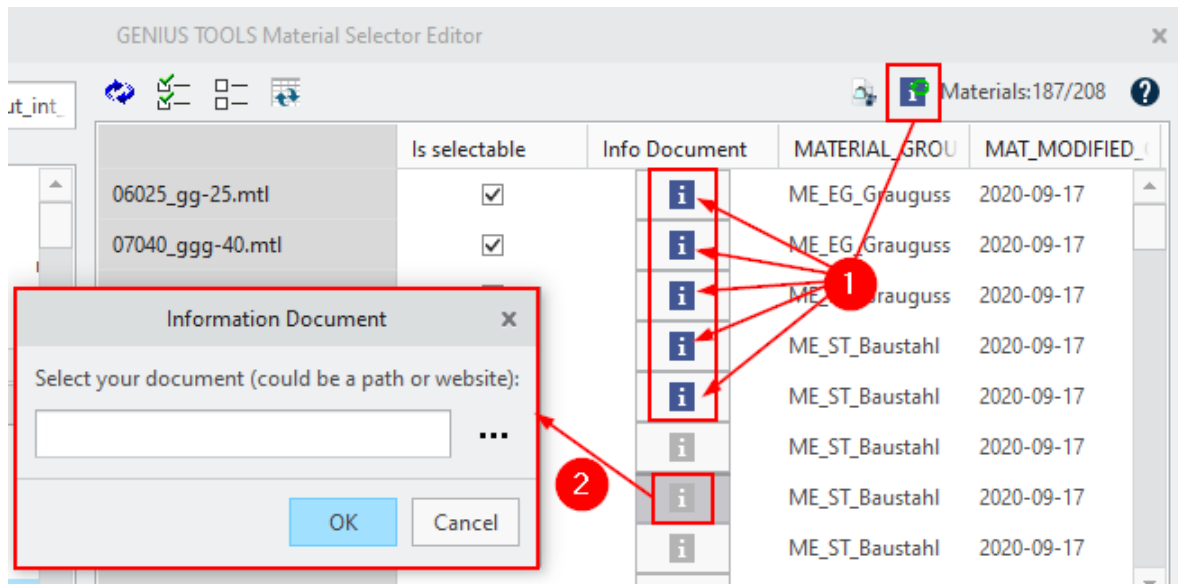 GENIUS TOOLS Material Selector Editor
ut_int_
Materials:187/208
Is selectable Info Document MATERIAL_GROU MAT_MODIFIED_
06025_gg-25.mtl ME_EG_Grauguss 2020-09-17
07040_ggg-40.mtl ME_EG_Grauguss 2020-09-17
1
rauguss 2020-09-17
Information Document
ME_ST_Baustahl 2020-09-17
Select your document (could be a path or website):
ME_ST_Baustahl 2020-09-17
...
ME_ST_Baustahl 2020-09-17
2
ME_ST_Baustahl 2020-09-17
OK Cancel
ME_ST_Baustahl 2020-09-17